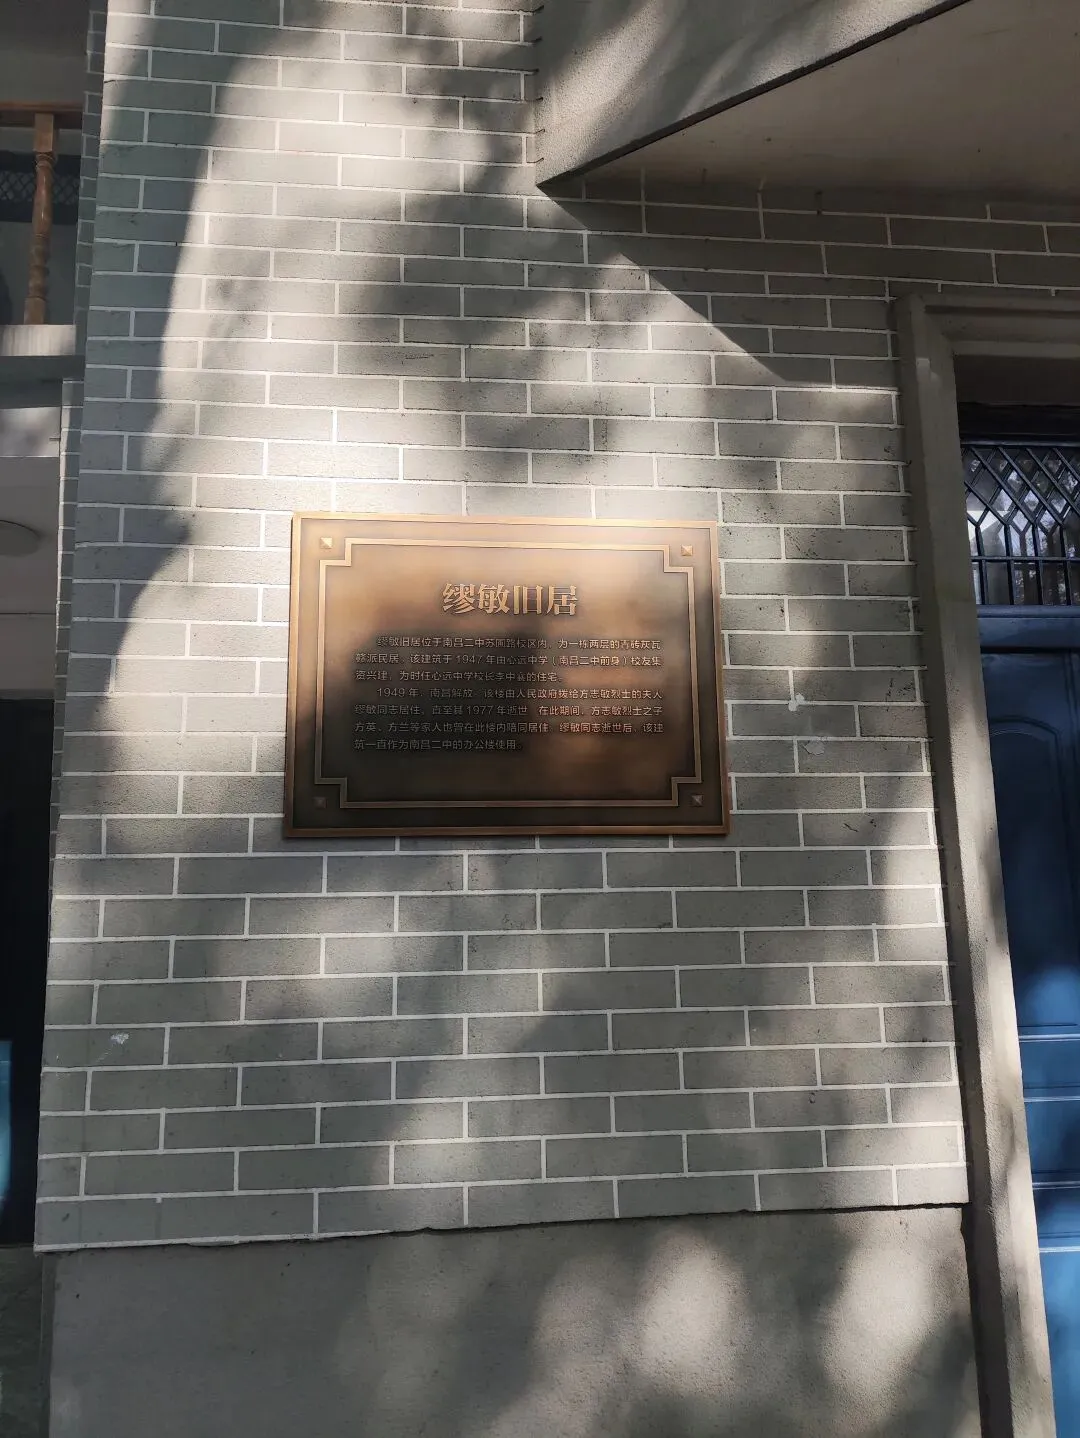 缪敏旧居
缪敏旧居位于南昌二中苏圃路校区内，为一栋两层的青砖灰瓦
赣派民居。该建筑于1947年由心远中学（南昌二中前身）校友集
资兴建，为时任心远中学校长李中襄的住宅。
1949年，南昌解放，该楼由人民政府拨给方志敏烈士的夫人
缪敏同志居住，直至其1977年逝世。在此期间，方志敏烈士之子
方英、方兰等家人也曾在此楼内陪同居住。缪敏同志逝世后，该建
筑一直作为南昌二中的办公楼使用。